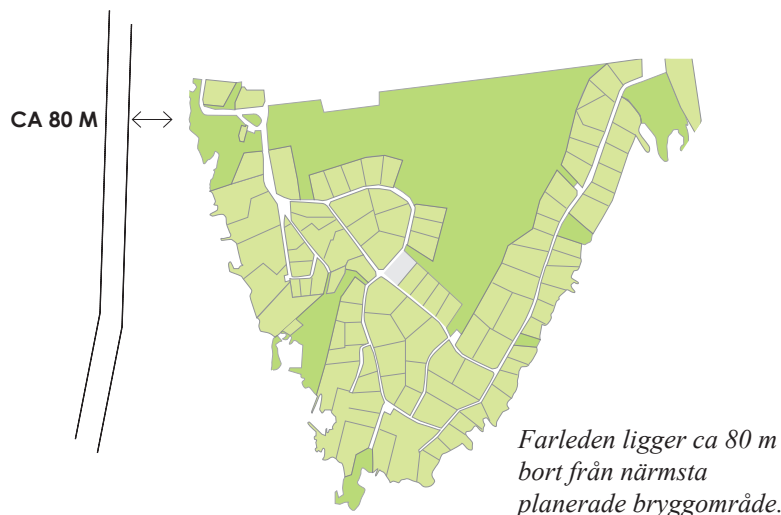 CA 80 M
Farleden ligger ca 80 m
bort från närmsta
planerade bryggområde.